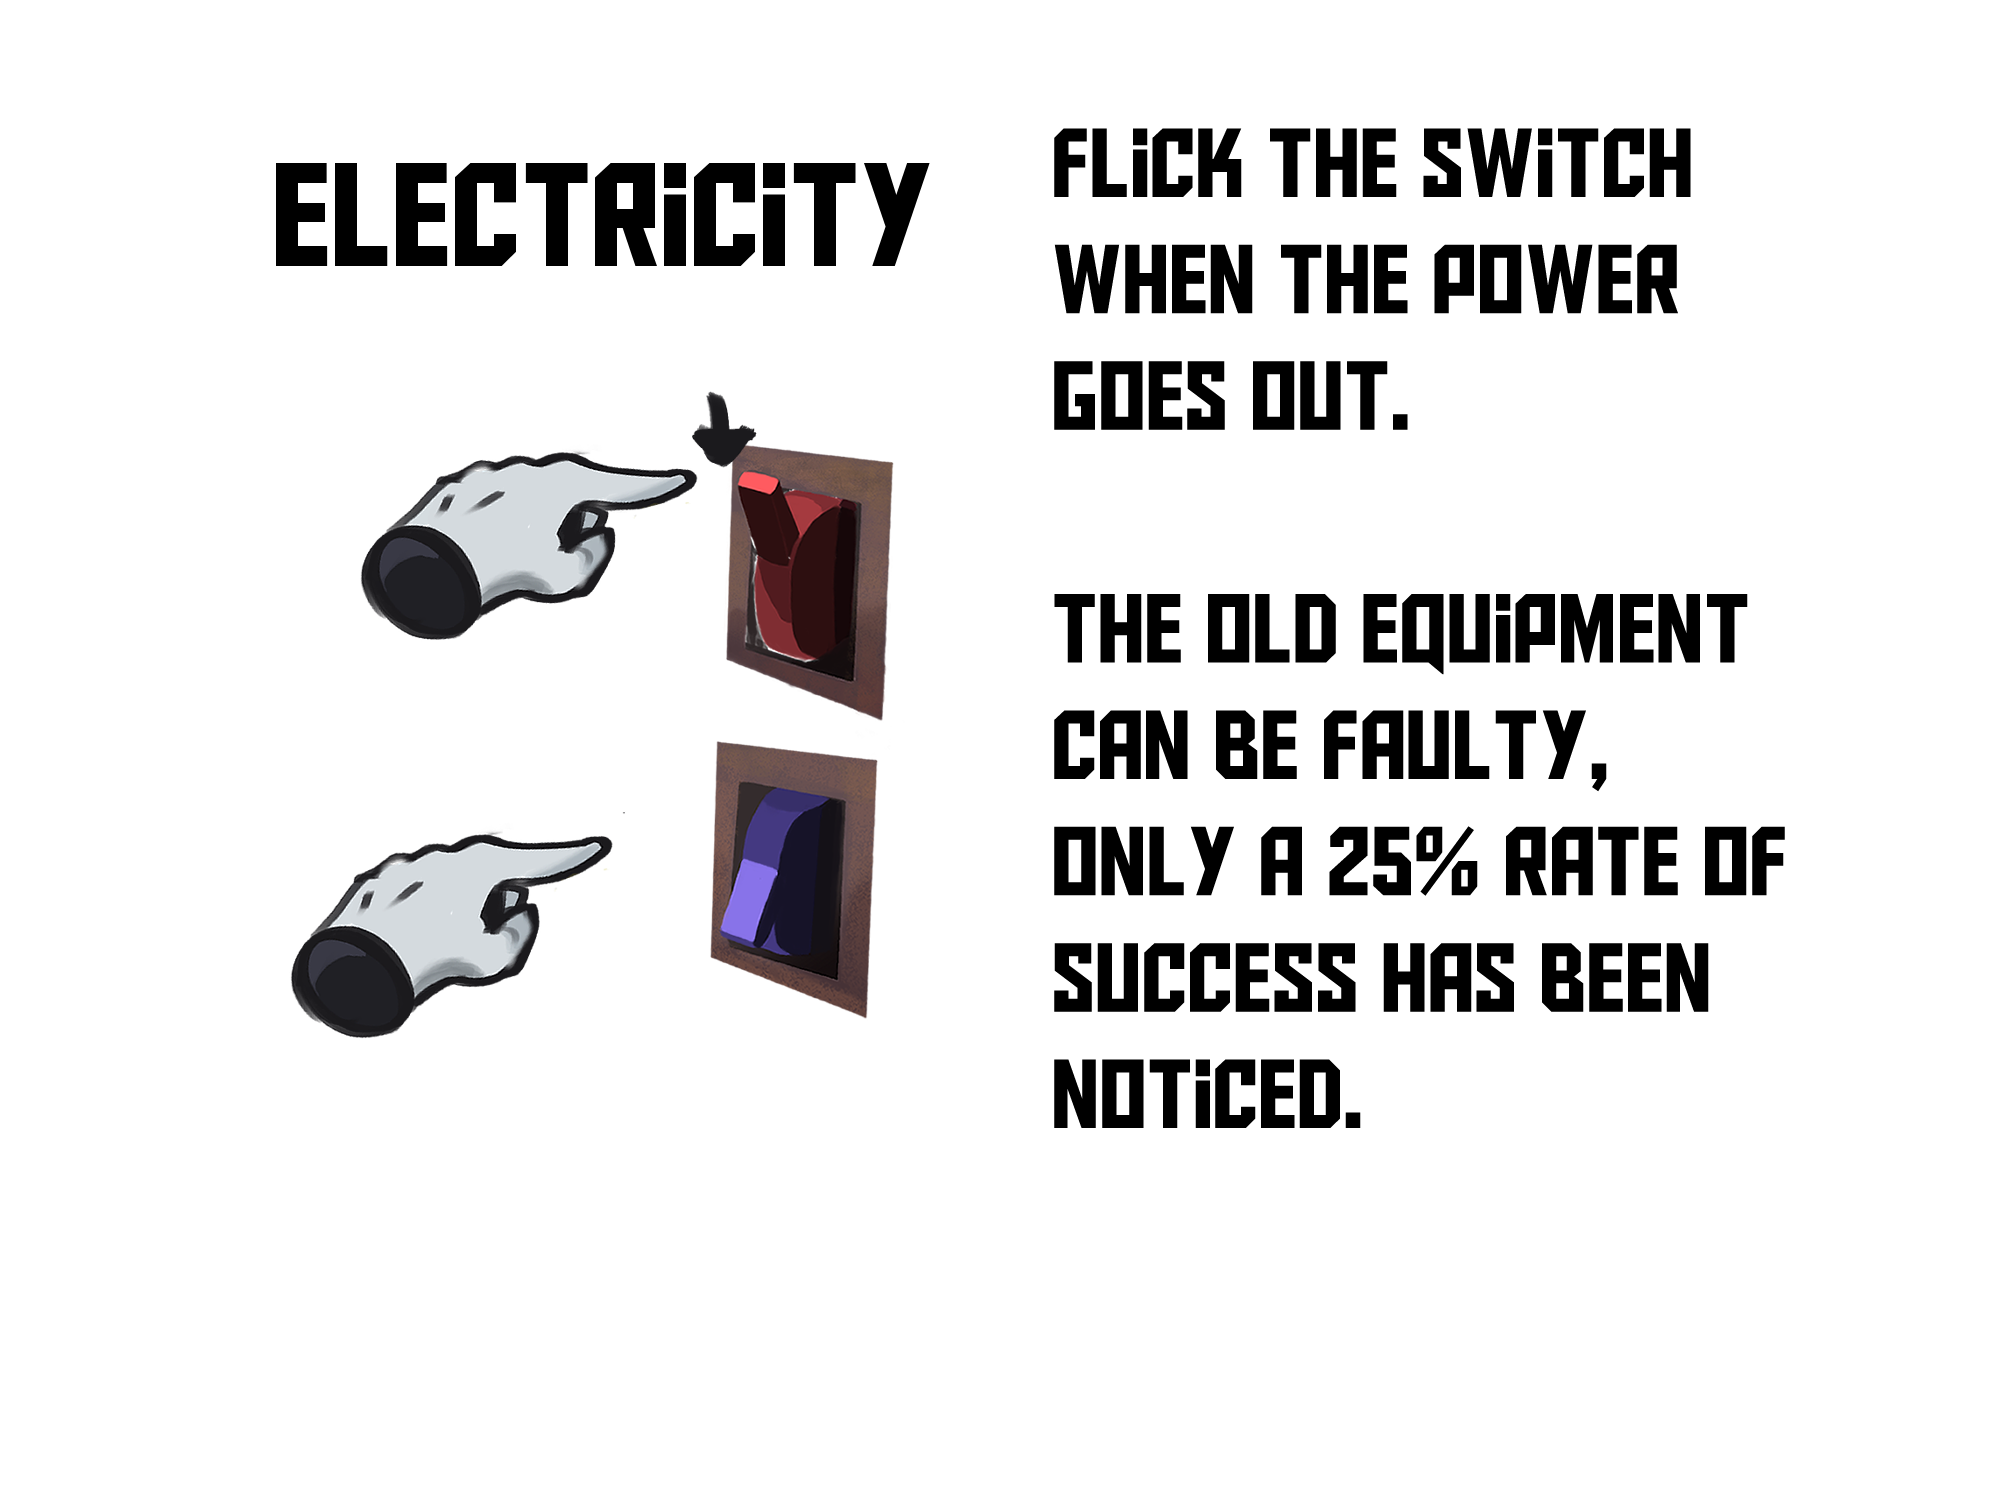 ELECTRiCiTY
FLiCK THE SWiTCH
WHEN THE POWER
GOES OUT.
THE OLD EQUiPMENT
CAN BE FAULTY,
ONLY A 25% RATE OF
SUCCESS HAS BEEN
NOTiCED.